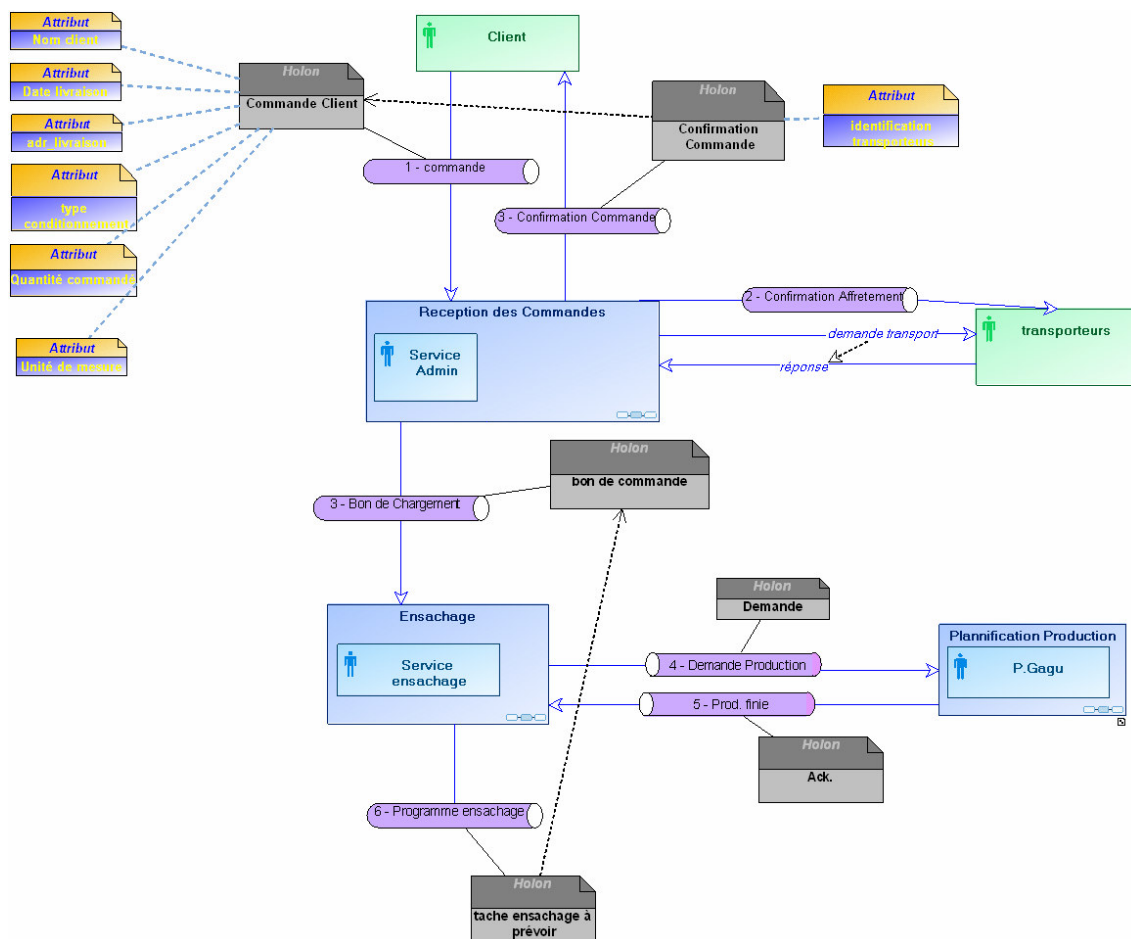 Attribut
Nom client
Attribut
Date livraison
Attribut
adr livraison
Attribut
type
conditionnement
Attribut
Quantité commandé
Attribut
Unité de mesure
Holon
Commande Client
Client
Holon
Confirmation
Commande
Attribut
identification
transporteurs
1 - commande
3 - Confirmation Commande
Reception des Commandes
Service
Admin
2 - Confirmation Affretement
demande transport
réponse
transporteurs
3 - Bon de Chargement
Holon
bon de commande
Ensachage
Service
ensachage
Holon
Demande
4 - Demande Production
5 - Prod. finie
Plannification Production
P.Gagu
Holon
Ack.
6 - Programme ensachage
Holon
tache ensachage à
prévoir